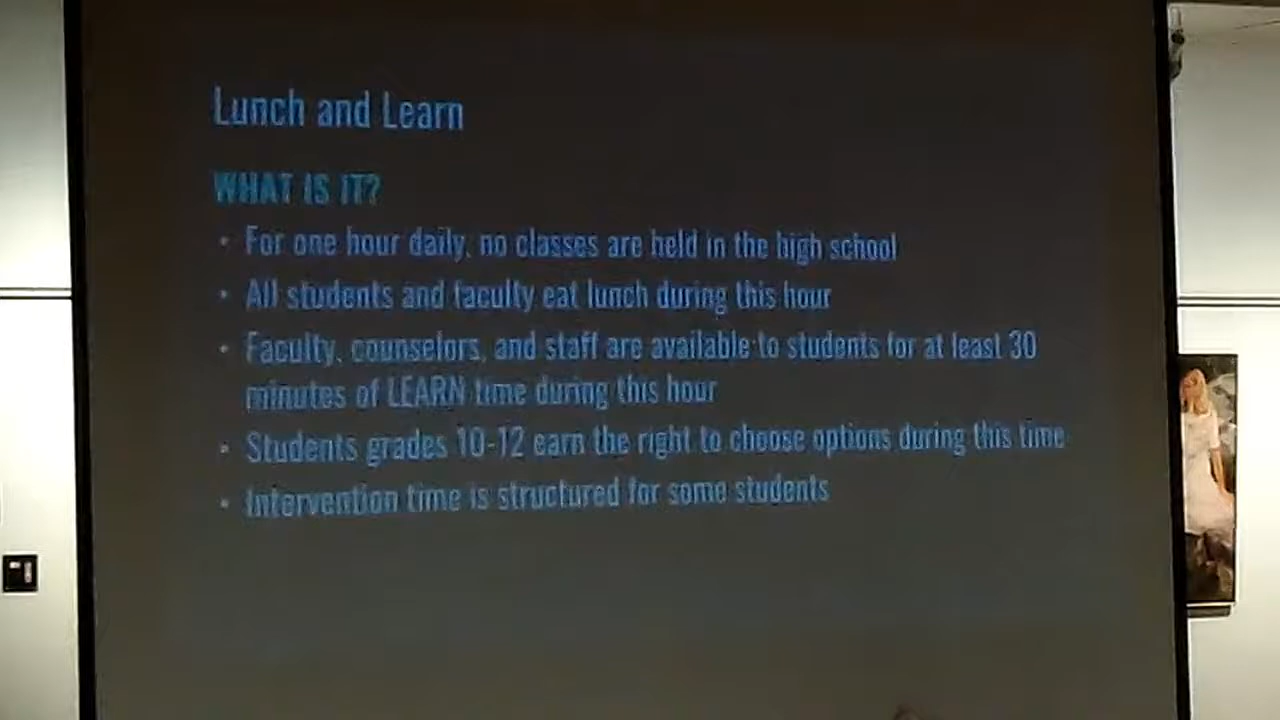 Lunch and Learn
WHAT IS IT?
• For one hour daily, no classes are held in the high school
• All students and faculty eat lunch during this hour
• Faculty, counselors, and staff are available to students for at least 30
minutes of LEARN time during this hour
• Students grades 10-12 earn the right to choose options during this time
• Intervention time is structured for some students